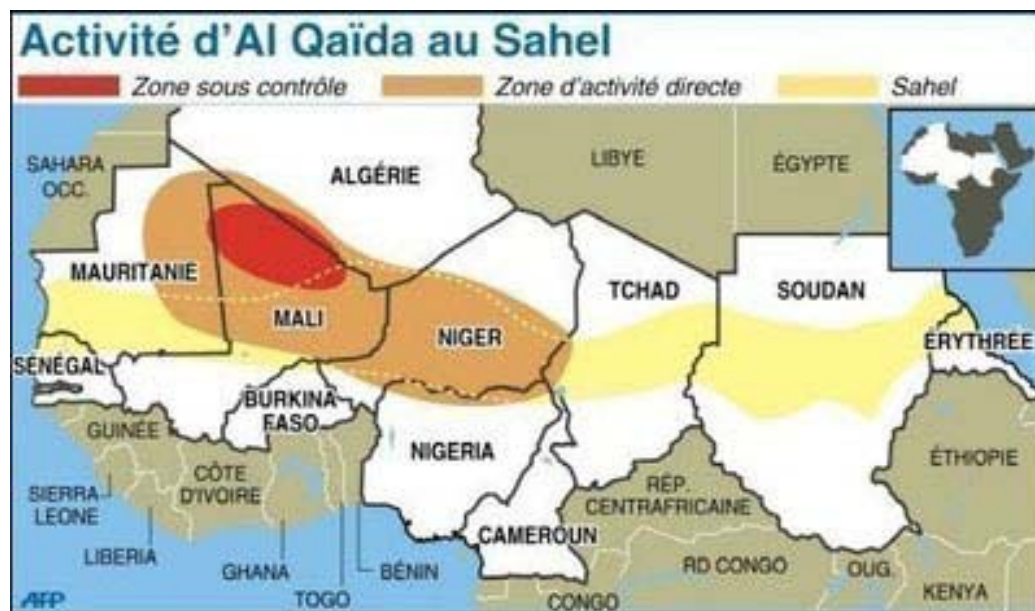 Activité d'Al Qaïda au Sahel
Zone sous contrôle
Zone d'activité directe
Sahel
SAHARA
OCC.
ALGÉRIE
LIBYE
ÉGYPTE
MAURITANIE
MALI
NIGER
TCHAD
SOUDAN
ÉRYTHRÉE
SÉNÉGAL
BURKINA
FASO
GUINÉE
CÔTE
D'IVOIRE
NIGERIA
RÉP.
CENTRAFRICAINE
ÉTHIOPIE
SIERRA
LEONE
CAMEROUN
LIBERIA
GHANA
BÉNIN
RD CONGO
OUG.
KENYA
AFP
TOGO
CONGO